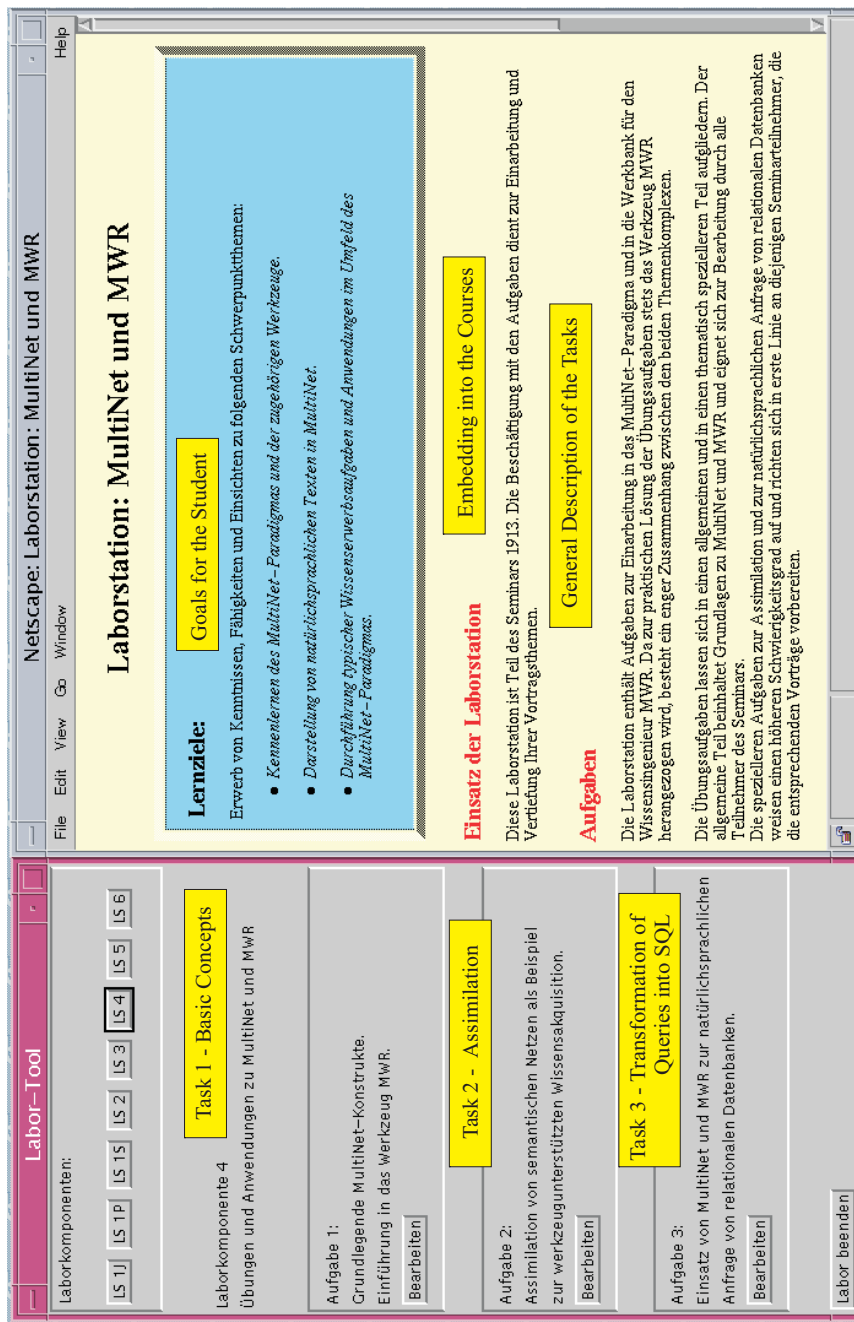 Labor-Tool
Laborkomponenten:
LS 1J LS 1P LS 1S LS 2 LS 3 LS 4 LS 5 LS 6
Task 1 - Basic Concepts
Laborkomponente 4
Übungen und Anwendungen zu MultiNet und MWR
Aufgabe 1:
Grundlegende MultiNet-Konstrukte.
Einführung in das Werkzeug MWR.
Bearbeiten
Task 2 - Assimilation
Aufgabe 2:
Assimilation von semantischen Netzen als Beispiel
zur werkzeugunterstützten Wissensakquisition.
Bearbeiten
Task 3 - Transformation of
Queries into SQL
Aufgabe 3:
Einsatz von MultiNet und MWR zur natürlichsprachlichen
Anfrage von relationalen Datenbanken.
Bearbeiten
Labor beenden
Netscape: Laborstation: MultiNet und MWR
File Edit View Go Window Help
Laborstation: MultiNet und MWR
Goals for the Student
Lernziele:
Erwerb von Kenntnissen, Fähigkeiten und Einsichten zu folgenden Schwerpunktthemen:
• Kennenlernen des MultiNet-Paradigmas und der zugehörigen Werkzeuge.
• Darstellung von natürlichsprachlichen Texten in MultiNet.
• Durchführung typischer Wissenserwerbsaufgaben und Anwendungen im Umfeld des
MultiNet-Paradigmas.
Embedding into the Courses
Einsatz der Laborstation
Diese Laborstation ist Teil des Seminars 1913. Die Beschäftigung mit den Aufgaben dient zur Einarbeitung und
Vertiefung Ihrer Vortragsthemen.
General Description of the Tasks
Aufgaben
Die Laborstation enthält Aufgaben zur Einarbeitung in das MultiNet-Paradigma und in die Werkbank für den
Wissensingenieur MWR. Da zur praktischen Lösung der Übungsaufgaben stets das Werkzeug MWR
herangezogen wird, besteht ein enger Zusammenhang zwischen den beiden Themenkomplexen.
Die Übungsaufgaben lassen sich in einen allgemeinen und in einen thematisch spezielleren Teil aufgliedern. Der
allgemeine Teil beinhaltet Grundlagen zu MultiNet und MWR und eignet sich zur Bearbeitung durch alle
Teilnehmer des Seminars.
Die spezielleren Aufgaben zur Assimilation und zur natürlichsprachlichen Anfrage von relationalen Datenbanken
weisen einen höheren Schwierigkeitsgrad auf und richten sich in erste Linie an diejenigen Seminarteilnehmer, die
die entsprechenden Vorträge vorbereiten.